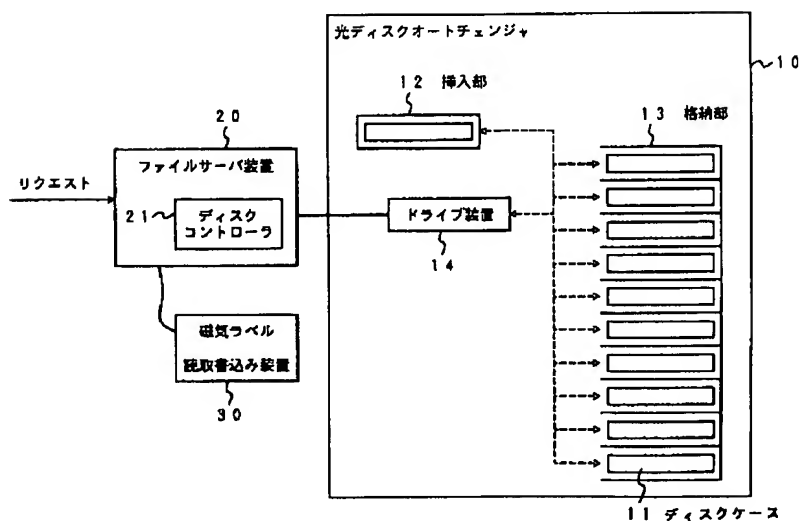 光ディスクオートチェンジャ
10
12 挿入部
13 格納部
20
ファイルサーバ装置
リクエスト
21
ディスク
コントローラ
ドライブ装置
14
磁気ラベル
読取書込み装置
30
11 ディスクケース